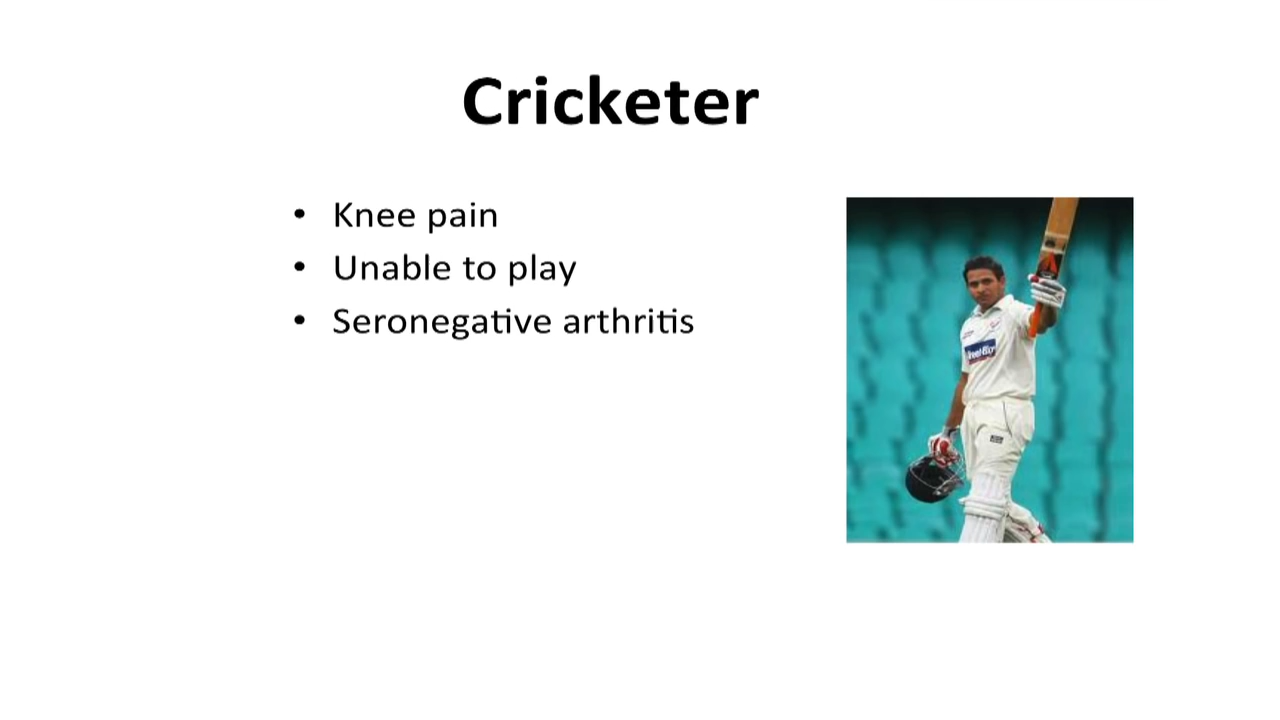 Cricketer
• Knee pain
• Unable to play
• Seronegative arthritis